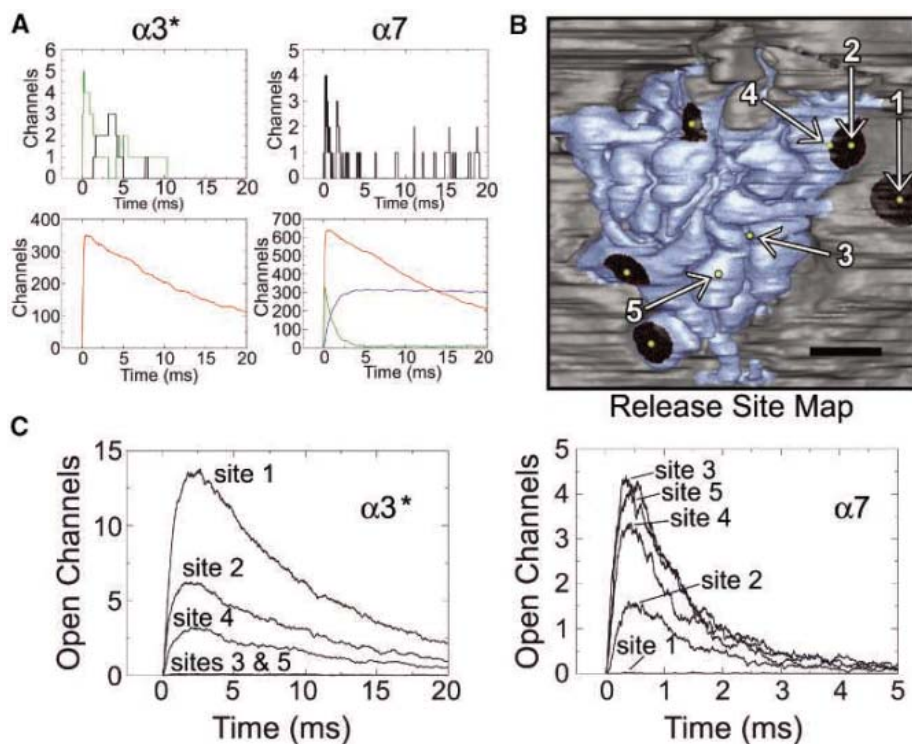 A
α3*
α7
B
6
5
4
3
2
1
0
Channels
0 5 10 15 20
Time (ms)
5
4
3
2
1
0
Channels
0 5 10 15 20
Time (ms)
400
300
200
100
0
Channels
0 5 10 15 20
Time (ms)
700
600
500
400
300
200
100
0
Channels
0 5 10 15 20
Time (ms)
2
4
1
3
5
Release Site Map
C
15
10
5
0
Open Channels
site 1
α3*
site 2
site 4
sites 3 & 5
0 5 10 15 20
Time (ms)
5
4
3
2
1
0
Open Channels
site 3
site 5
site 4
α7
site 2
site 1
0 1 2 3 4 5
Time (ms)